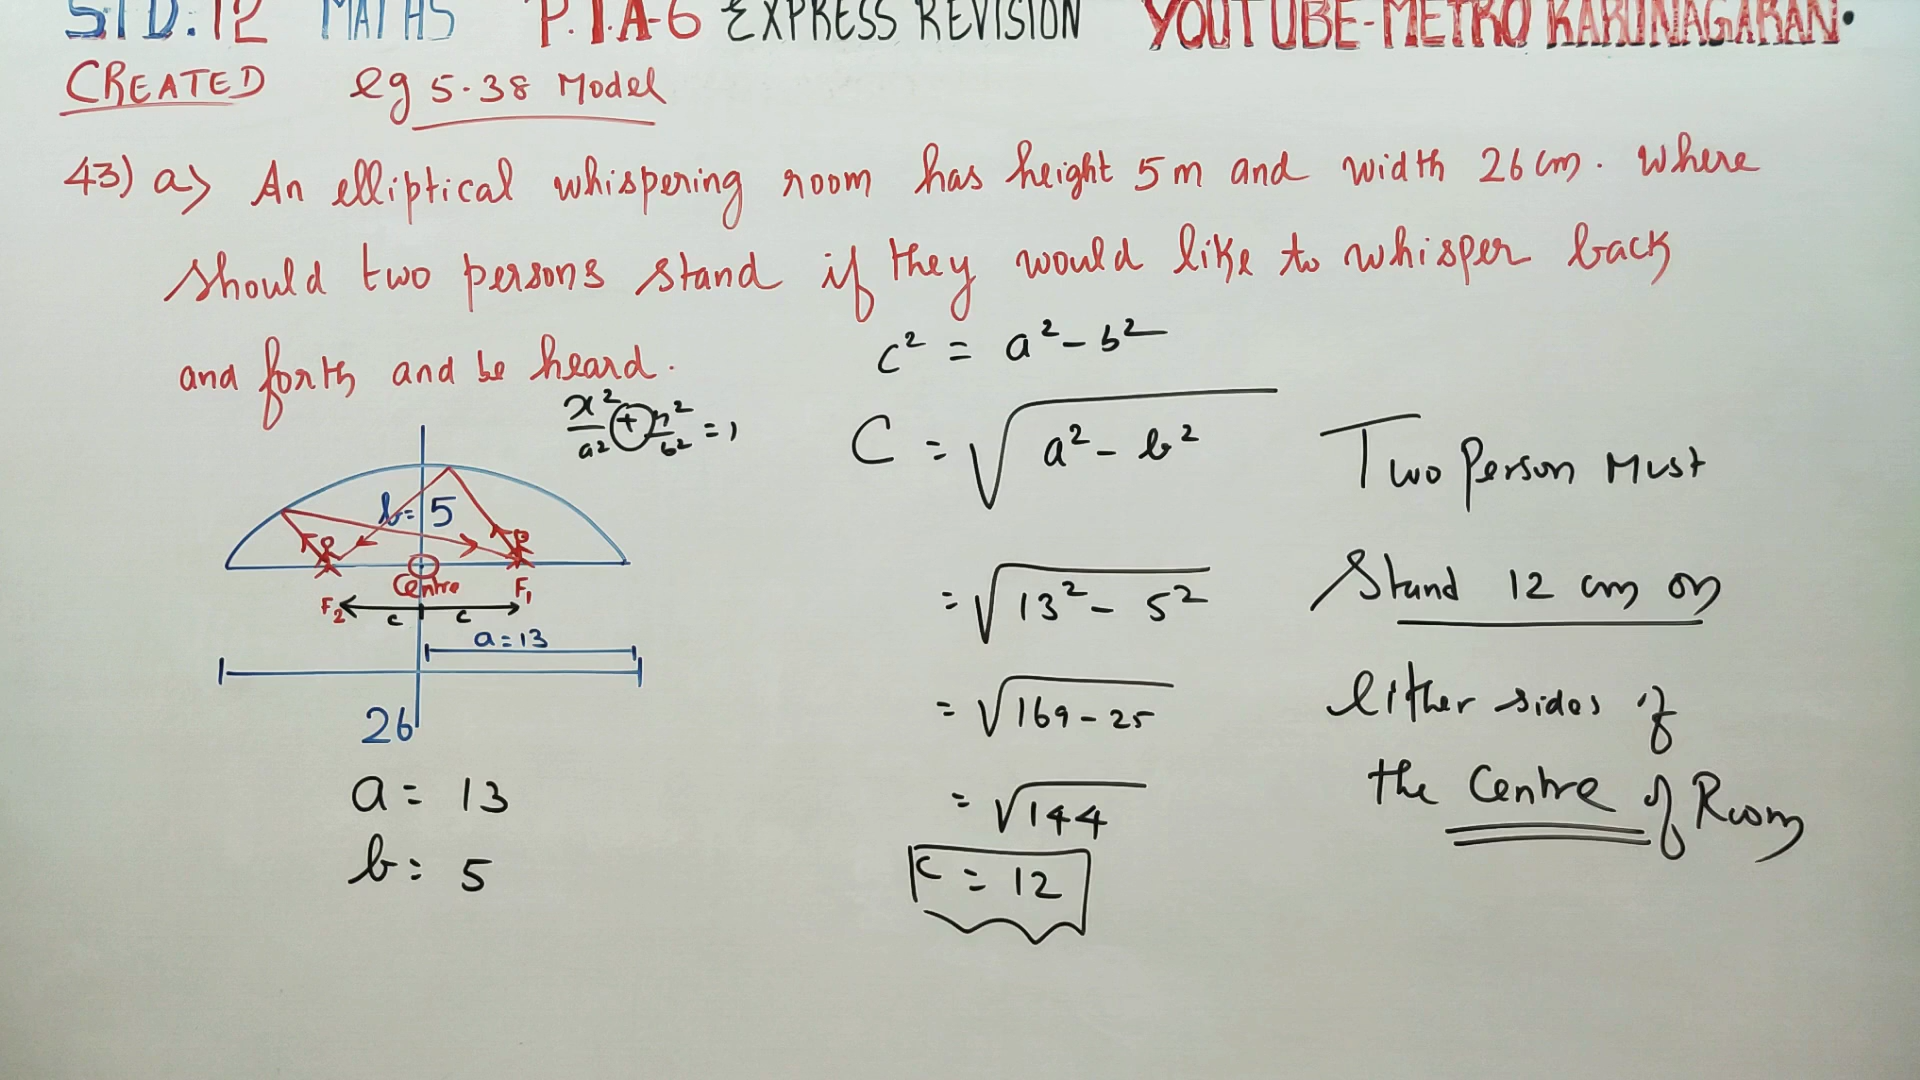 STD.12 MATHS P.T.A-6 EXPRESS REVISION YOUTUBE-METRO KARUNAGARAN.
CREATED eg 5.38 Model
43) a) An elliptical whispering room has height 5 m and width 26 cm. Where
should two persons stand if they would like to whisper back
and forth and be heard.
x²/a² + y²/b² = 1
b = 5
Centre
F₂ F₁
c c
a = 13
26
a = 13
b = 5
c² = a² - b²
C = √a² - b²
= √13² - 5²
= √169 - 25
= √144
c = 12
Two Person Must
Stand 12 cm on
either sides of
the Centre of Room